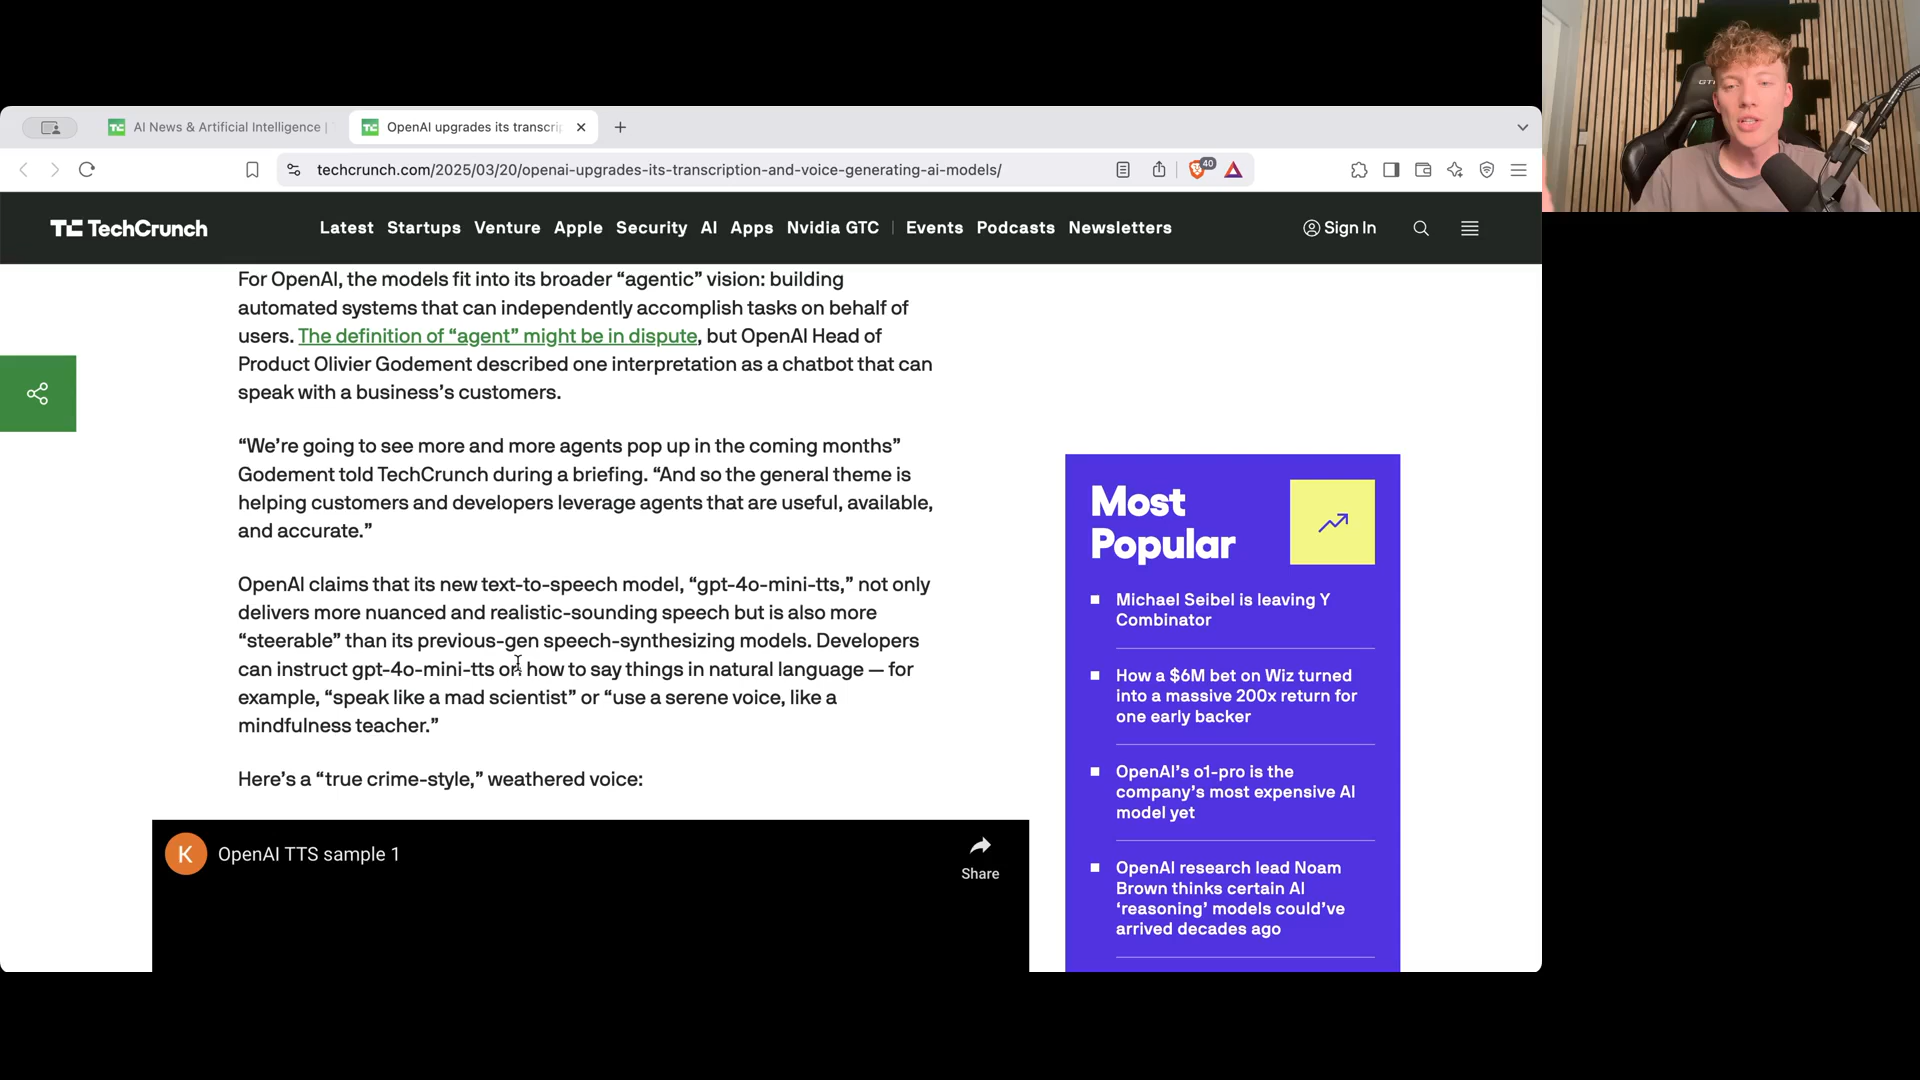 AI News & Artificial Intelligence |
OpenAI upgrades its transcri
techcrunch.com/2025/03/20/openai-upgrades-its-transcription-and-voice-generating-ai-models/
40
TechCrunch
Latest Startups Venture Apple Security AI Apps Nvidia GTC Events Podcasts Newsletters
Sign In
For OpenAI, the models fit into its broader “agentic” vision: building
automated systems that can independently accomplish tasks on behalf of
users. The definition of “agent” might be in dispute, but OpenAI Head of
Product Olivier Godement described one interpretation as a chatbot that can
speak with a business’s customers.
“We’re going to see more and more agents pop up in the coming months”
Godement told TechCrunch during a briefing. “And so the general theme is
helping customers and developers leverage agents that are useful, available,
and accurate.”
OpenAI claims that its new text-to-speech model, “gpt-4o-mini-tts,” not only
delivers more nuanced and realistic-sounding speech but is also more
“steerable” than its previous-gen speech-synthesizing models. Developers
can instruct gpt-4o-mini-tts on how to say things in natural language — for
example, “speak like a mad scientist” or “use a serene voice, like a
mindfulness teacher.”
Here’s a “true crime-style,” weathered voice:
K
OpenAI TTS sample 1
Share
Most
Popular
Michael Seibel is leaving Y
Combinator
How a $6M bet on Wiz turned
into a massive 200x return for
one early backer
OpenAI’s o1-pro is the
company’s most expensive AI
model yet
OpenAI research lead Noam
Brown thinks certain AI
‘reasoning’ models could’ve
arrived decades ago